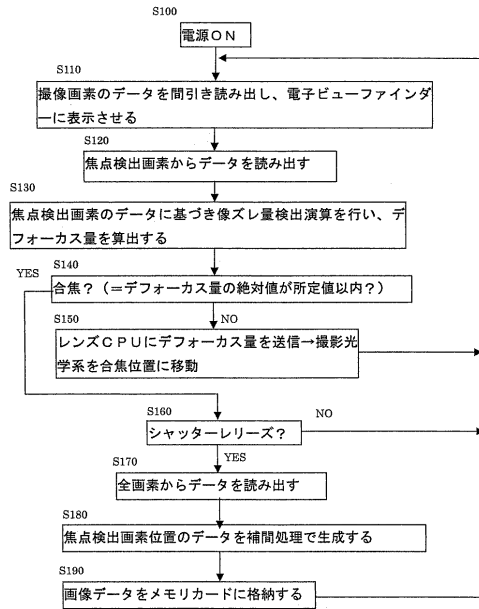 S100
電源ＯＮ
S110
撮像画素のデータを間引き読み出し、電子ビューファインダ
ーに表示させる
S120
焦点検出画素からデータを読み出す
S130
焦点検出画素のデータに基づき像ズレ量検出演算を行い、デ
フォーカス量を算出する
YES
S140
合焦？（＝デフォーカス量の絶対値が所定値以内？）
NO
S150
レンズＣＰＵにデフォーカス量を送信→撮影光
学系を合焦位置に移動
S160
シャッターレリーズ？
NO
YES
S170
全画素からデータを読み出す
S180
焦点検出画素位置のデータを補間処理で生成する
S190
画像データをメモリカードに格納する